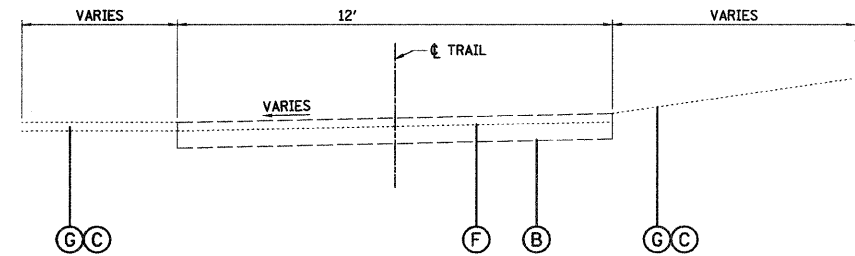 VARIES 12' VARIES
℄ TRAIL
VARIES
G C F B G C